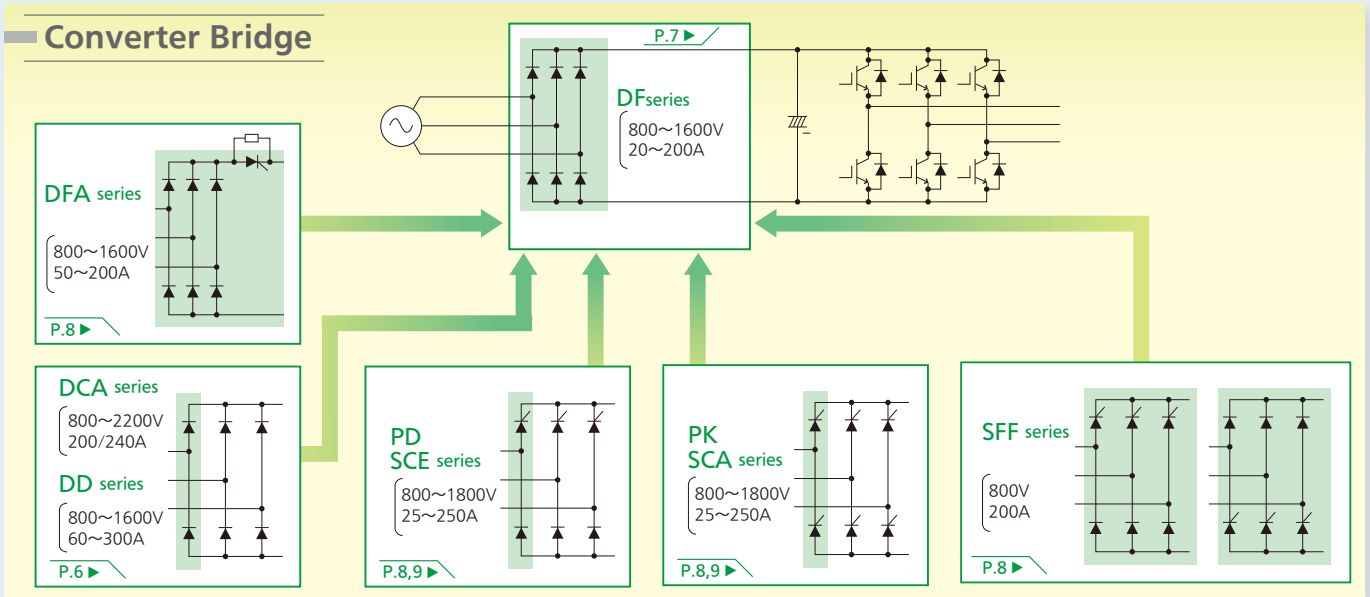 Converter Bridge
P.7 ▶
DF series
800～1600V
20～200A
DFA series
800～1600V
50～200A
P.8 ▶
DCA series
800～2200V
200/240A
DD series
800～1600V
60～300A
P.6 ▶
PD
SCE series
800～1800V
25～250A
P.8,9 ▶
PK
SCA series
800～1800V
25～250A
P.8,9 ▶
SFF series
800V
200A
P.8 ▶